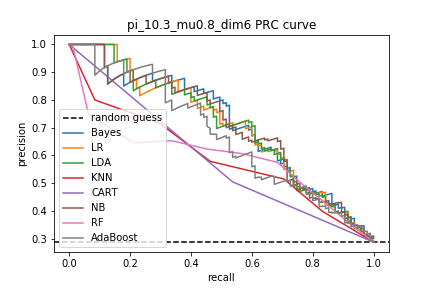 pi_10.3_mu0.8_dim6 PRC curve
precision
1.0
0.9
0.8
0.7
0.6
0.5
0.4
0.3
random guess
Bayes
LR
LDA
KNN
CART
NB
RF
AdaBoost
0.0 0.2 0.4 0.6 0.8 1.0
recall